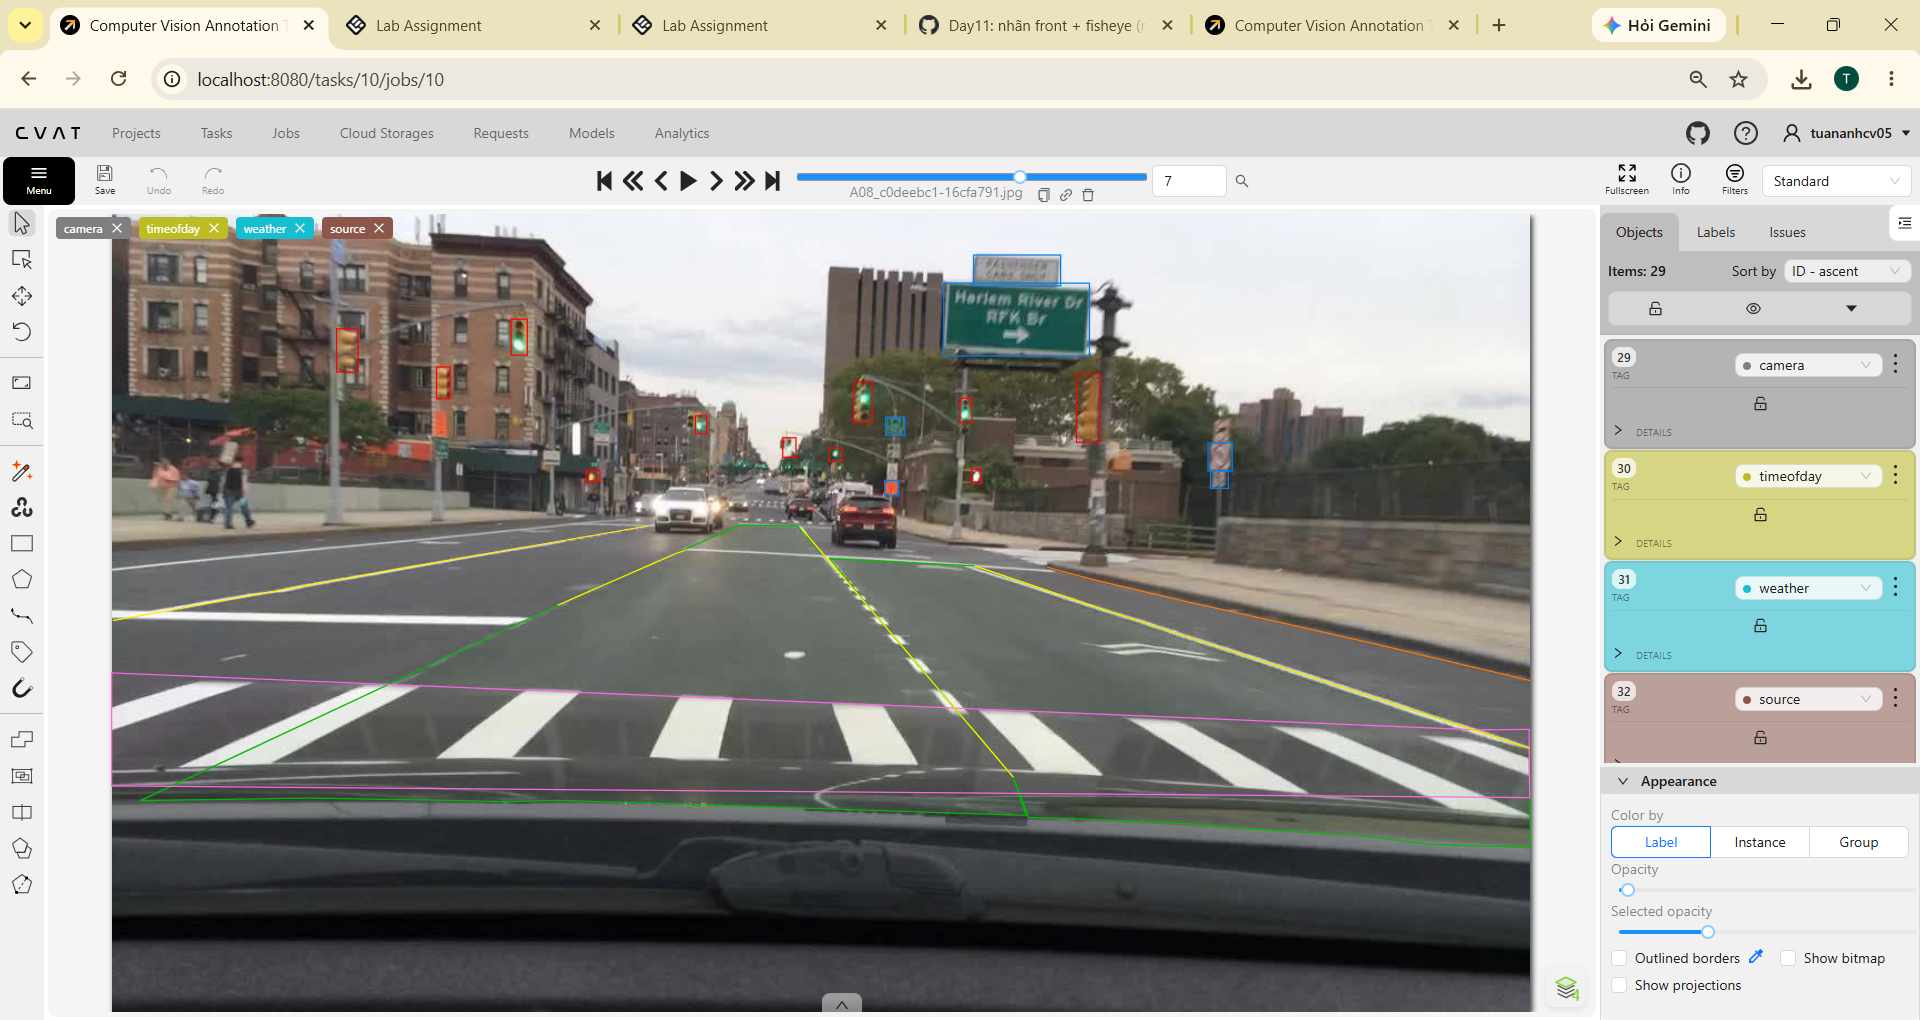 Computer Vision Annotation T
Lab Assignment
Lab Assignment
Day11: nhãn front + fisheye (r
Computer Vision Annotation T
Hỏi Gemini
localhost:8080/tasks/10/jobs/10
T
CVAT
Projects
Tasks
Jobs
Cloud Storages
Requests
Models
Analytics
tuananhcv05
Menu
Save
Undo
Redo
A08_c0deebc1-16cfa791.jpg
7
Fullscreen
Info
Filters
Standard
camera
timeofday
weather
source
PASSENGER
CARS ONLY
Harlem River Dr
RFK Br
Objects
Labels
Issues
Items: 29
Sort by
ID - ascent
29
TAG
camera
DETAILS
30
TAG
timeofday
DETAILS
31
TAG
weather
DETAILS
32
TAG
source
Appearance
Color by
Label
Instance
Group
Opacity
Selected opacity
Outlined borders
Show bitmap
Show projections
4